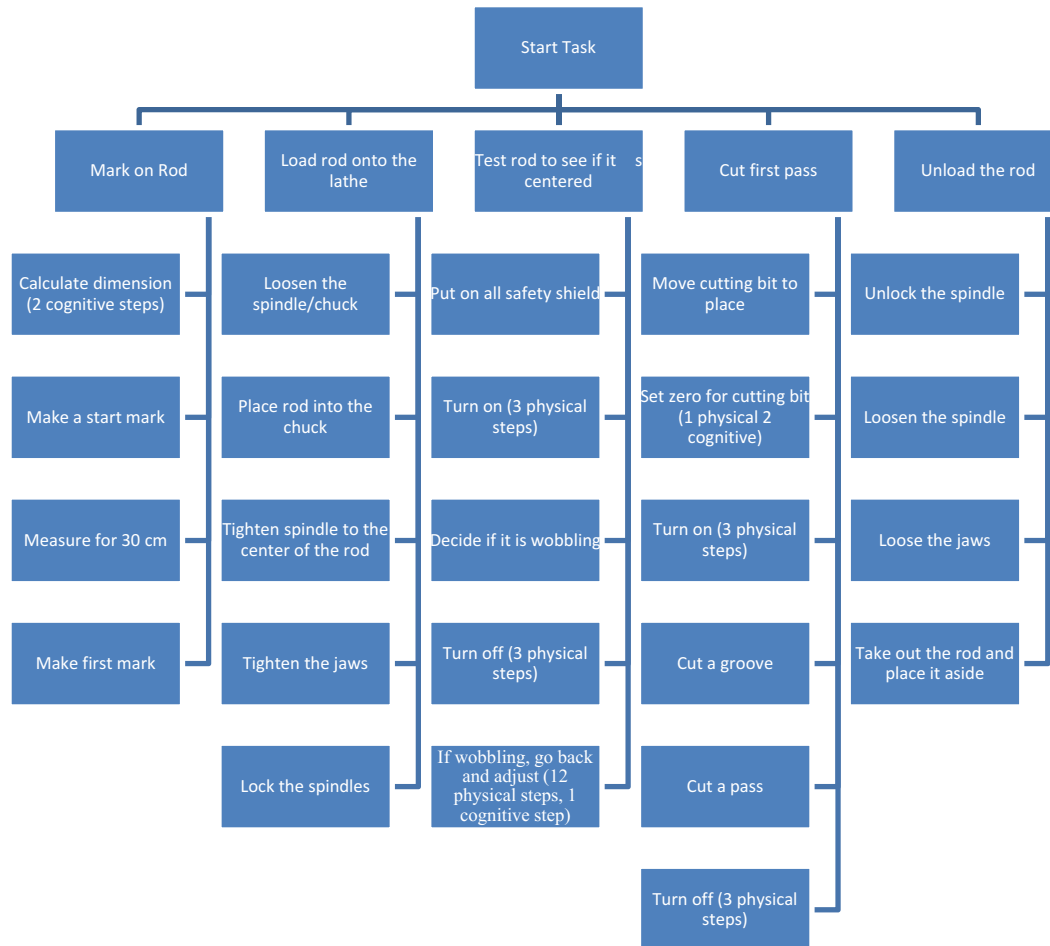 Start Task
Mark on Rod
Load rod onto the
lathe
Test rod to see if it s
centered
Cut first pass
Unload the rod
Calculate dimension
(2 cognitive steps)
Make a start mark
Measure for 30 cm
Make first mark
Loosen the
spindle/chuck
Place rod into the
chuck
Tighten spindle to the
center of the rod
Tighten the jaws
Lock the spindles
Put on all safety shield
Turn on (3 physical
steps)
Decide if it is wobbling
Turn off (3 physical
steps)
If wobbling, go back
and adjust (12
physical steps, 1
cognitive step)
Move cutting bit to
place
Set zero for cutting bit
(1 physical 2
cognitive)
Turn on (3 physical
steps)
Cut a groove
Cut a pass
Turn off (3 physical
steps)
Unlock the spindle
Loosen the spindle
Loose the jaws
Take out the rod and
place it aside